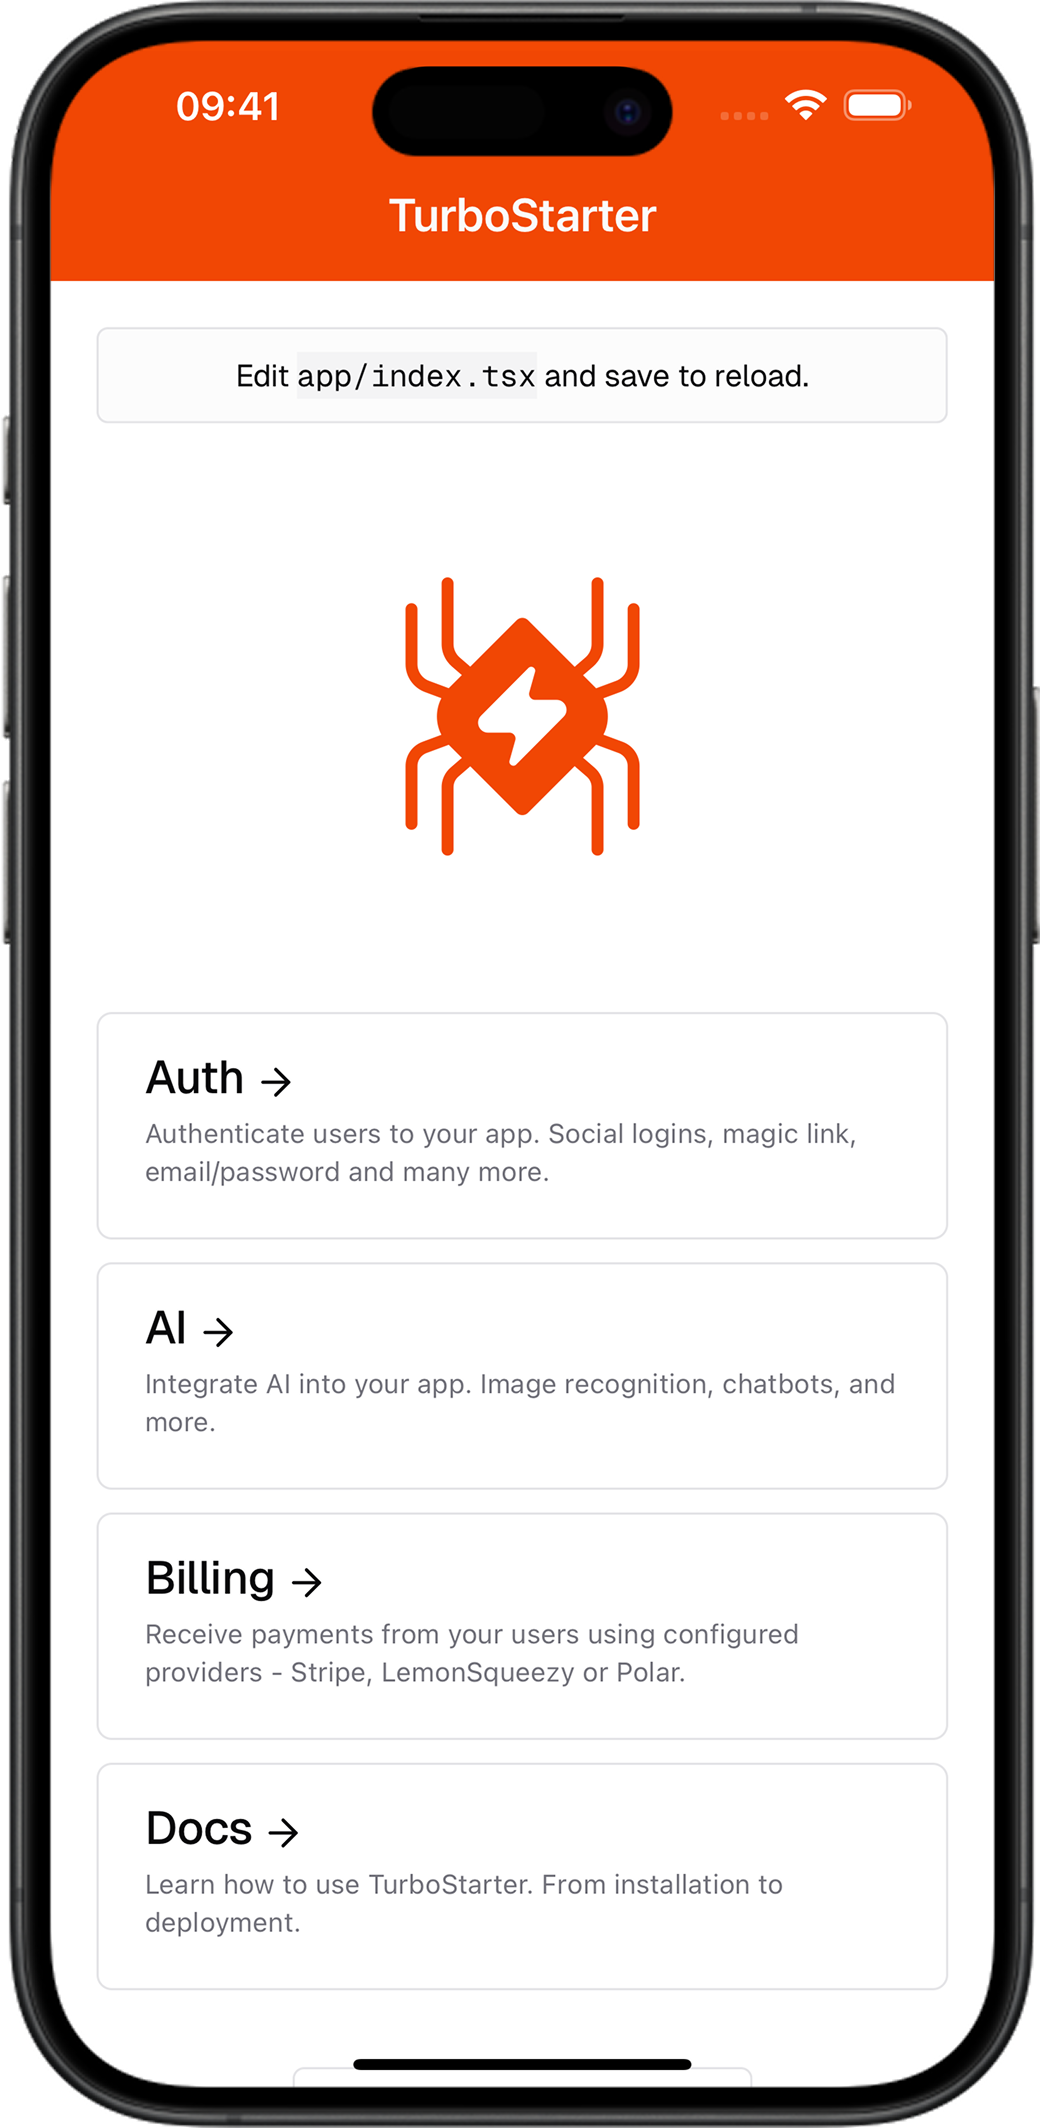 09:41
TurboStarter
Edit app/index.tsx and save to reload.
Auth →
Authenticate users to your app. Social logins, magic link,
email/password and many more.
AI →
Integrate AI into your app. Image recognition, chatbots, and
more.
Billing →
Receive payments from your users using configured
providers - Stripe, LemonSqueezy or Polar.
Docs →
Learn how to use TurboStarter. From installation to
deployment.